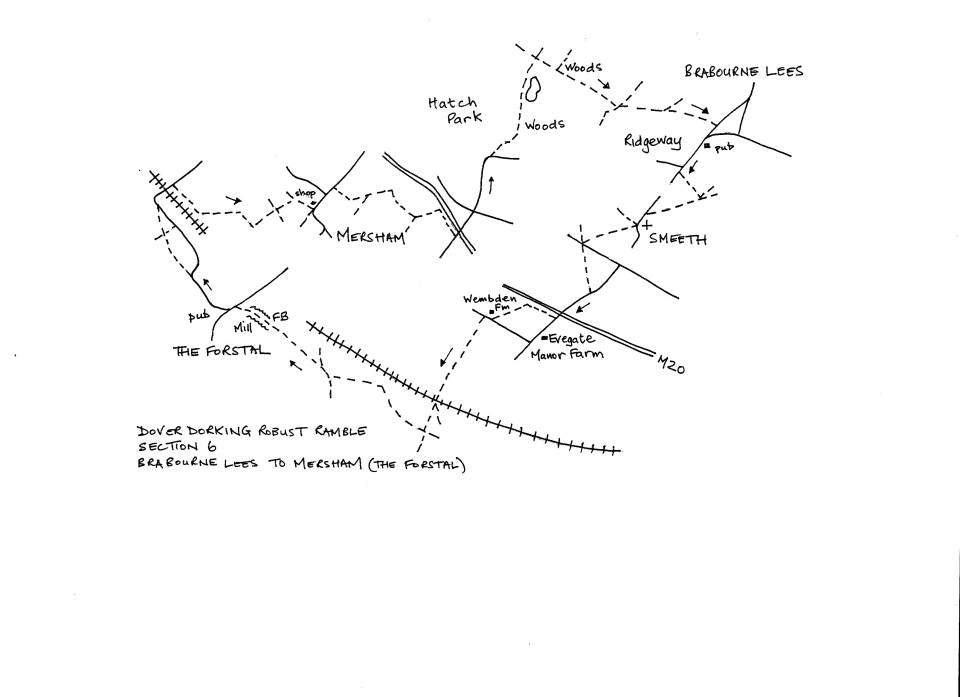 Woods
BRABOURNE LEES
Hatch
Park
Woods
Ridgeway
pub
shop
MERSHAM
+ SMEETH
Wembden
Fm
Evegate
Manor Farm
M20
pub
Mill
FB
THE FORSTAL
DOVER DORKING ROBUST RAMBLE
SECTION 6
BRABOURNE LEES TO MERSHAM (THE FORSTAL)